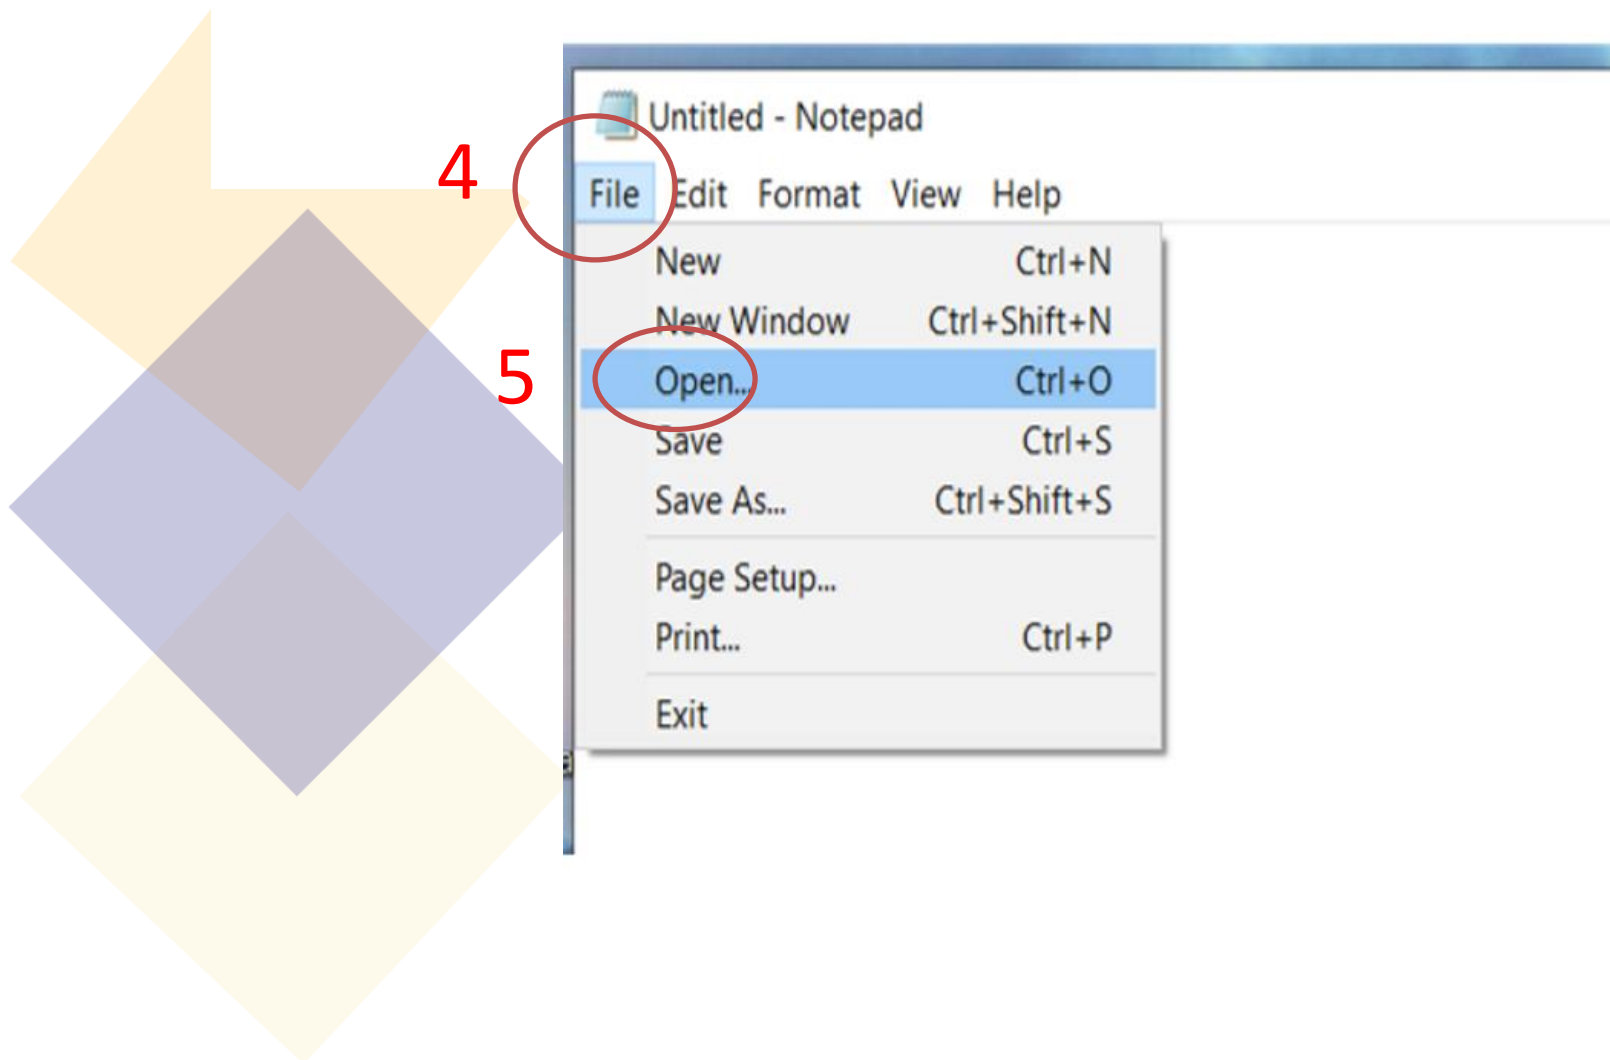 Untitled - Notepad
4
File Edit Format View Help
New Ctrl+N
New Window Ctrl+Shift+N
5
Open... Ctrl+O
Save Ctrl+S
Save As... Ctrl+Shift+S
Page Setup...
Print... Ctrl+P
Exit